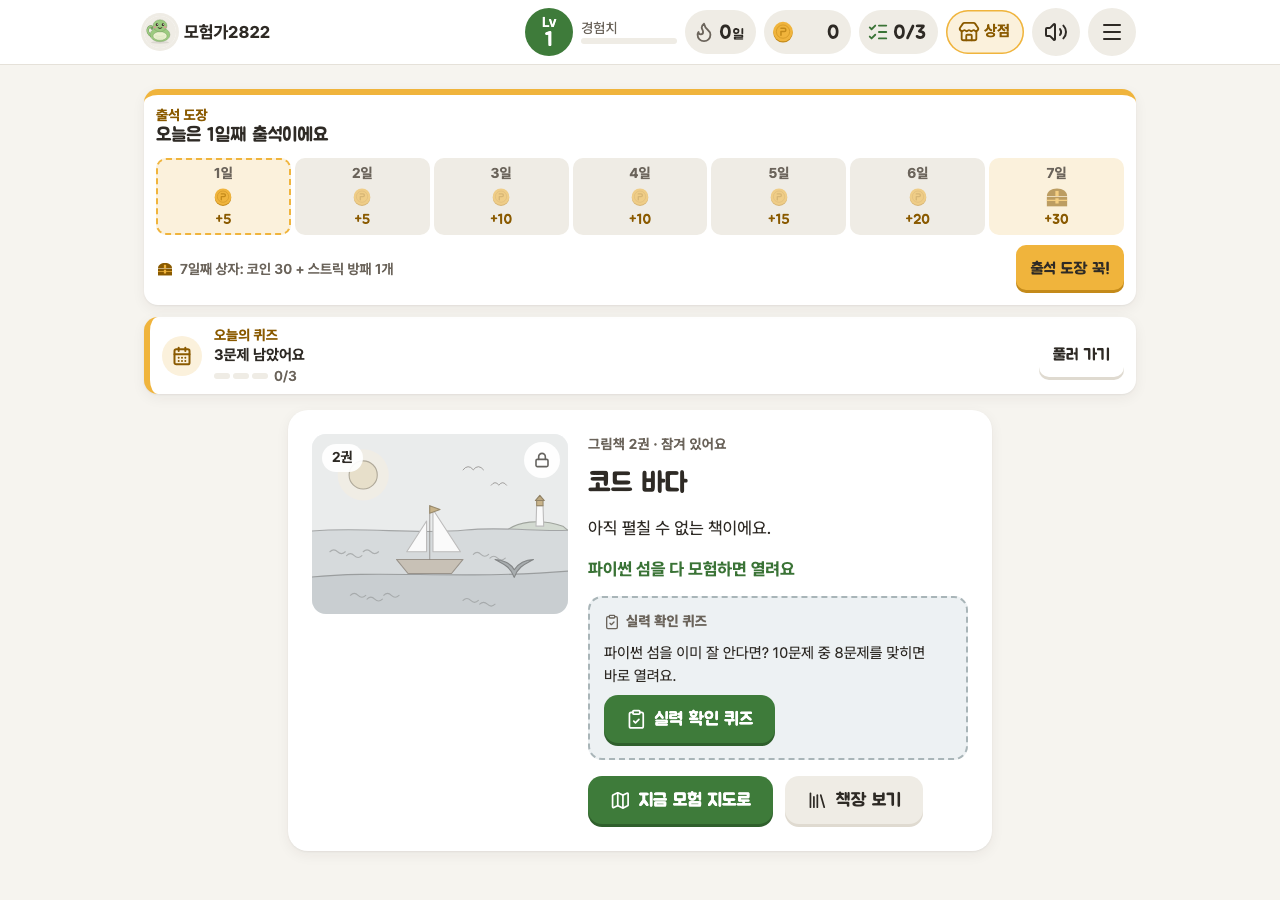 모험가2822
Lv
1
경험치
0일
0
0/3
상점
출석 도장
오늘은 1일째 출석이에요
1일
+5
2일
+5
3일
+10
4일
+10
5일
+15
6일
+20
7일
+30
7일째 상자: 코인 30 + 스트릭 방패 1개
출석 도장 꾹!
오늘의 퀴즈
3문제 남았어요
0/3
풀러 가기
2권
그림책 2권 · 잠겨 있어요
코드 바다
아직 펼칠 수 없는 책이에요.
파이썬 섬을 다 모험하면 열려요
실력 확인 퀴즈
파이썬 섬을 이미 잘 안다면? 10문제 중 8문제를 맞히면
바로 열려요.
실력 확인 퀴즈
지금 모험 지도로
책장 보기